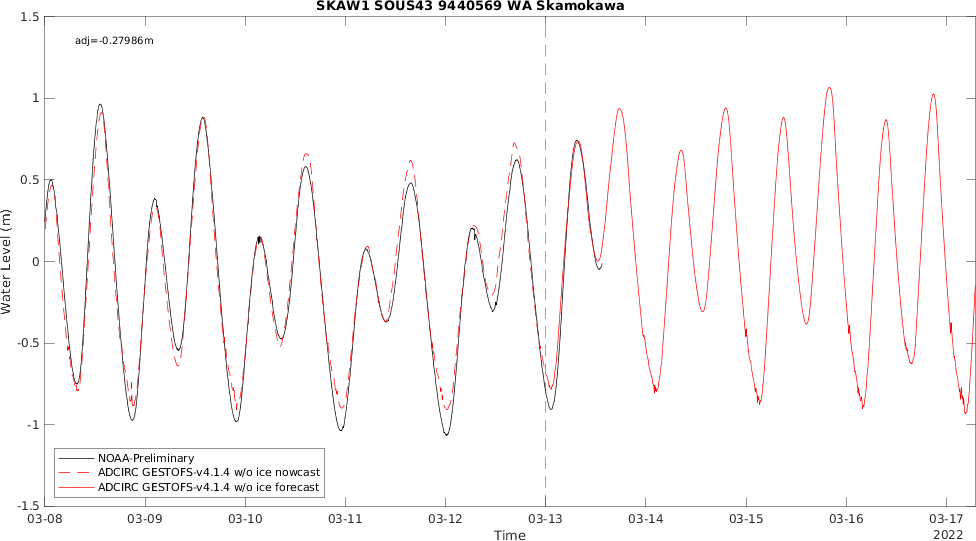 SKAW1 SOUS43 9440569 WA Skamokawa
adj=-0.27986m
1.5
1
0.5
0
-0.5
-1
-1.5
Water Level (m)
NOAA-Preliminary
ADCIRC GESTOFS-v4.1.4 w/o ice nowcast
ADCIRC GESTOFS-v4.1.4 w/o ice forecast
03-08 03-09 03-10 03-11 03-12 03-13 03-14 03-15 03-16 03-17
Time 2022